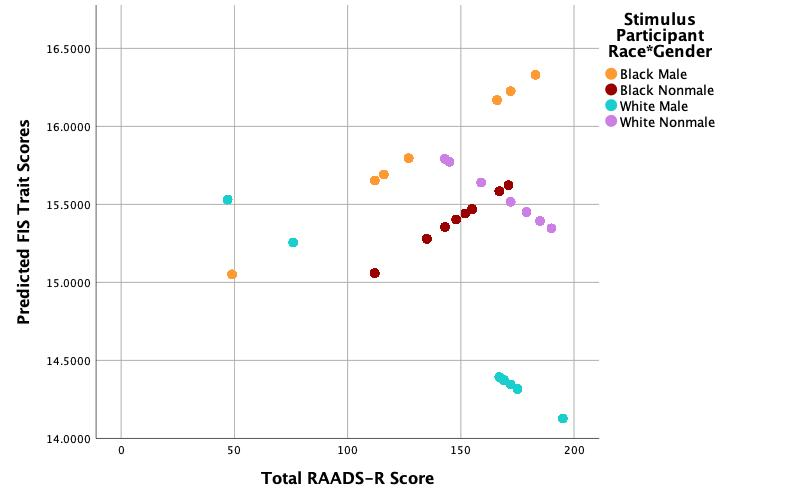 Stimulus
Participant
Race*Gender
Black Male
Black Nonmale
White Male
White Nonmale
Predicted FIS Trait Scores
16.5000
16.0000
15.5000
15.0000
14.5000
14.0000
0
50
100
150
200
Total RAADS-R Score